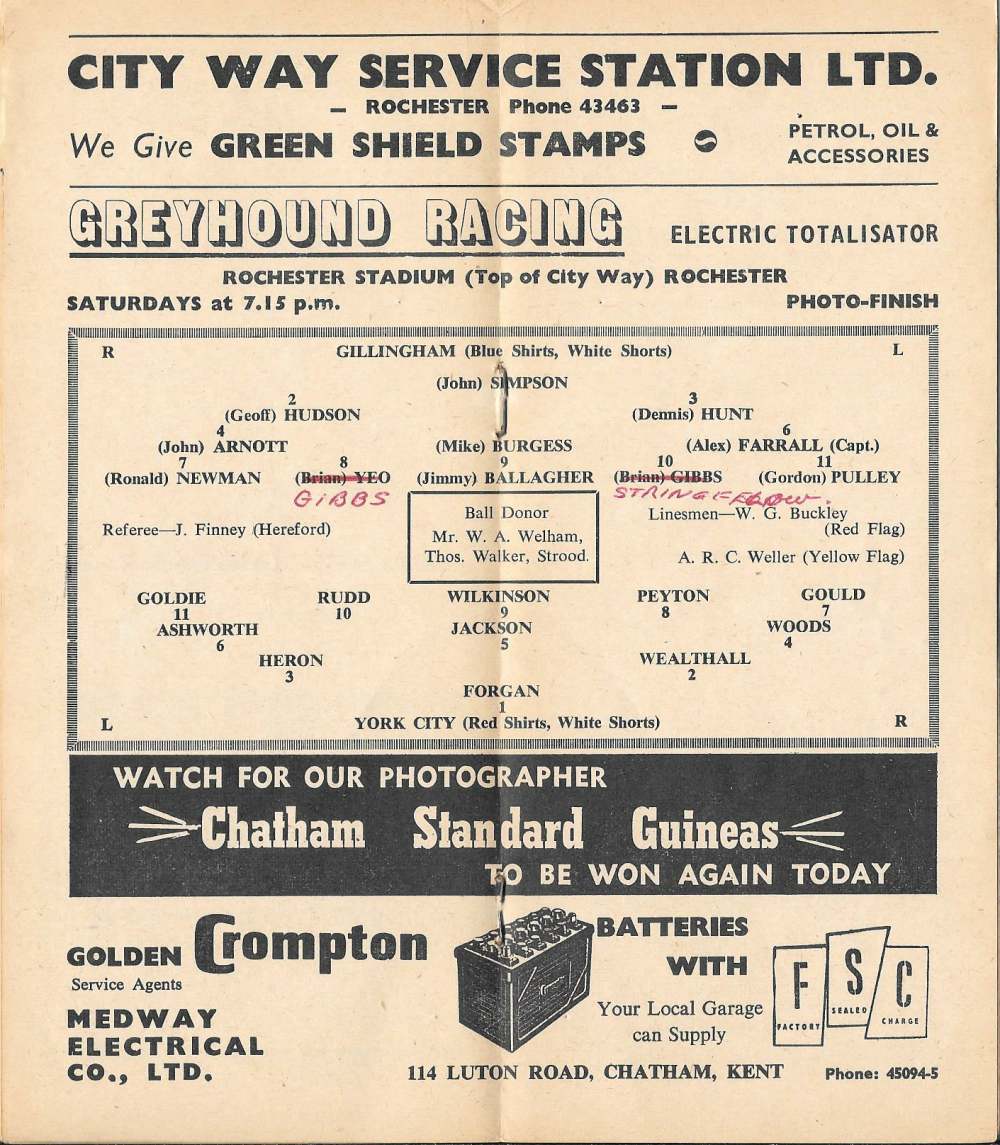 CITY WAY SERVICE STATION LTD.
— ROCHESTER Phone 43463 —
We Give GREEN SHIELD STAMPS
PETROL, OIL &
ACCESSORIES
GREYHOUND RACING ELECTRIC TOTALISATOR
ROCHESTER STADIUM (Top of City Way) ROCHESTER
SATURDAYS at 7.15 p.m. PHOTO-FINISH
R GILLINGHAM (Blue Shirts, White Shorts) L
(John) SIMPSON
2 3
(Geoff) HUDSON (Dennis) HUNT
4 6
(John) ARNOTT (Mike) BURGESS (Alex) FARRALL (Capt.)
7 8 9 10 11
(Ronald) NEWMAN (Brian) YEO (Jimmy) BALLAGHER (Brian) GIBBS (Gordon) PULLEY
GIBBS STRINGFELLOW.
Referee—J. Finney (Hereford)
Ball Donor
Mr. W. A. Welham,
Thos. Walker, Strood.
Linesmen—W. G. Buckley
(Red Flag)
A. R. C. Weller (Yellow Flag)
GOLDIE RUDD WILKINSON PEYTON GOULD
11 10 9 8 7
ASHWORTH JACKSON WOODS
6 5 4
HERON WEALTHALL
3 2
FORGAN
1
L YORK CITY (Red Shirts, White Shorts) R
WATCH FOR OUR PHOTOGRAPHER
Chatham Standard Guineas
TO BE WON AGAIN TODAY
GOLDEN Crompton
Service Agents
MEDWAY
ELECTRICAL
CO., LTD.
BATTERIES
WITH
Your Local Garage
can Supply
F S C
FACTORY SEALED CHARGE
114 LUTON ROAD, CHATHAM, KENT Phone: 45094-5